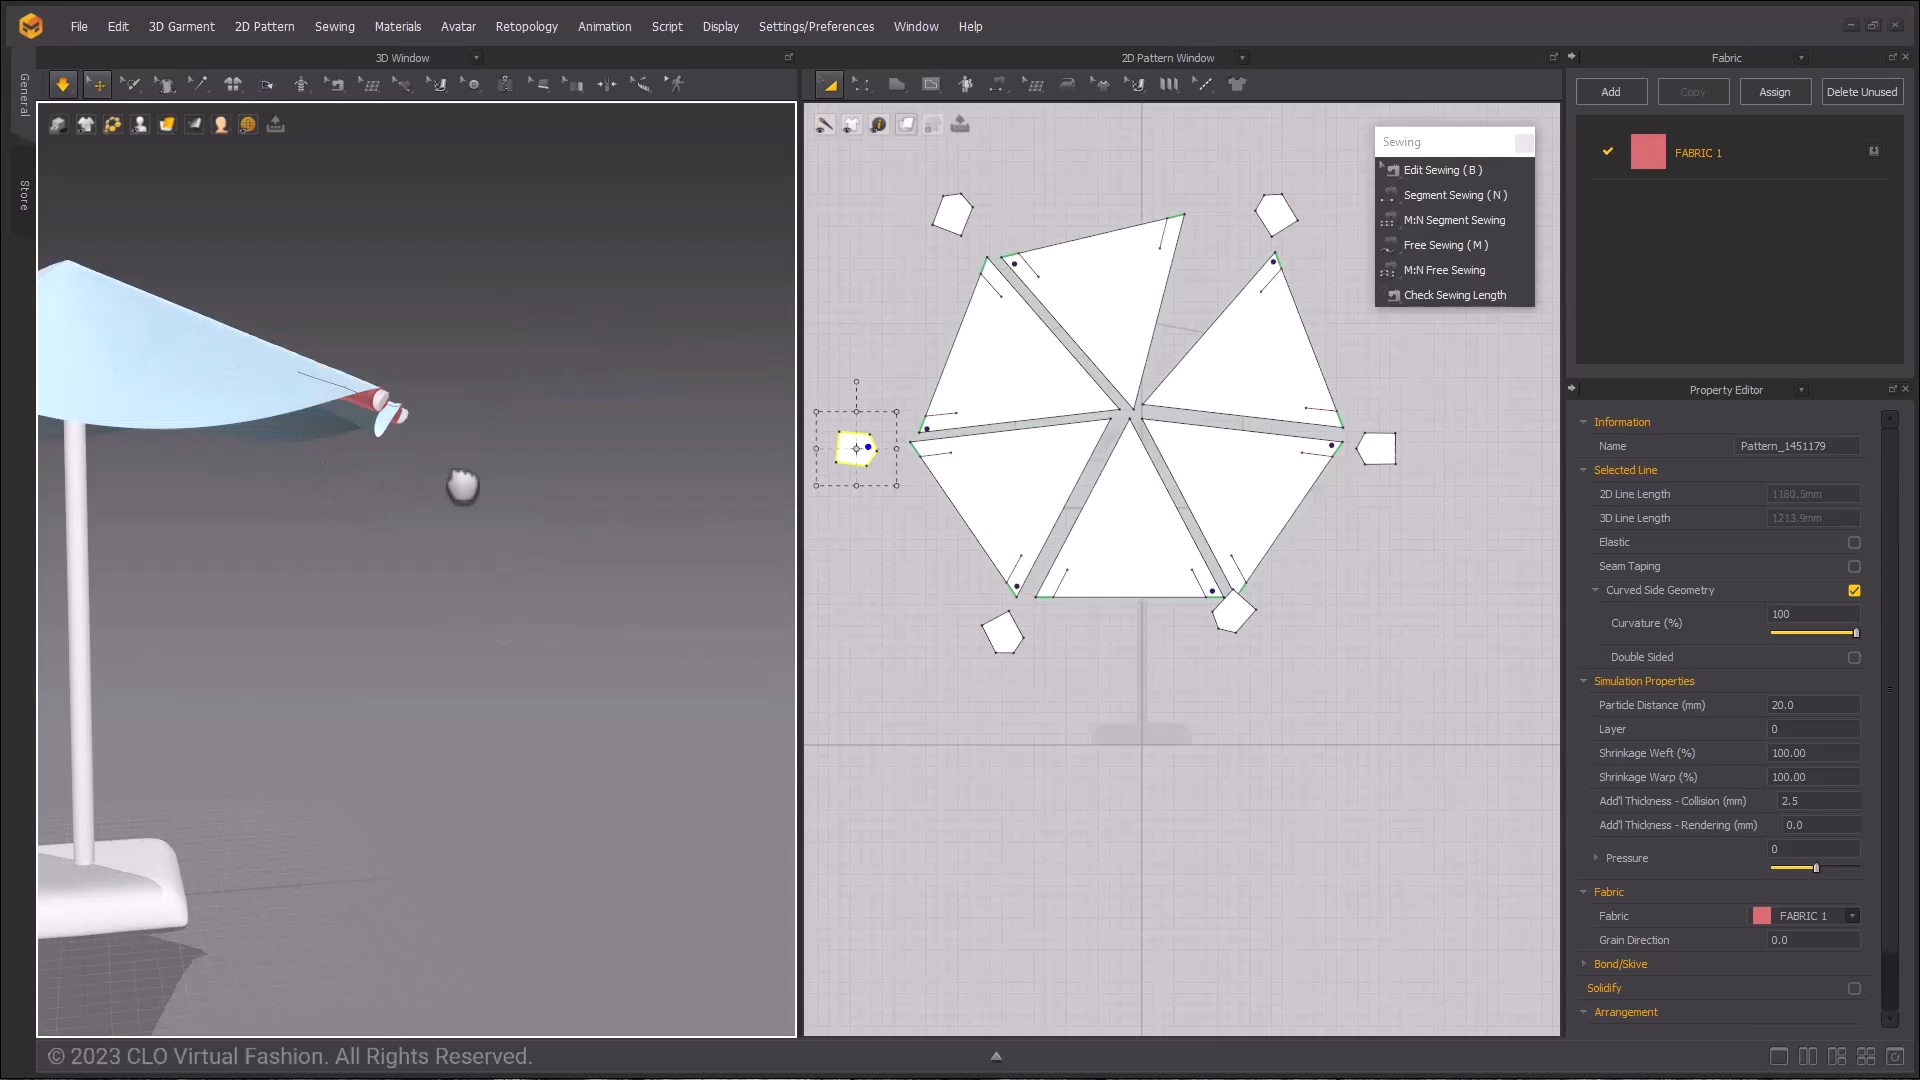 File Edit 3D Garment 2D Pattern Sewing Materials Avatar Retopology Animation Script Display Settings/Preferences Window Help
General
Store
3D Window
2D Pattern Window
Sewing
Edit Sewing ( B )
Segment Sewing ( N )
M:N Segment Sewing
Free Sewing ( M )
M:N Free Sewing
Check Sewing Length
Fabric
Add Copy Assign Delete Unused
FABRIC 1
Property Editor
Information
Name Pattern_1451179
Selected Line
2D Line Length 1180.5mm
3D Line Length 1213.9mm
Elastic
Seam Taping
Curved Side Geometry
Curvature (%) 100
Double Sided
Simulation Properties
Particle Distance (mm) 20.0
Layer 0
Shrinkage Weft (%) 100.00
Shrinkage Warp (%) 100.00
Add'l Thickness - Collision (mm) 2.5
Add'l Thickness - Rendering (mm) 0.0
Pressure 0
Fabric
Fabric FABRIC 1
Grain Direction 0.0
Bond/Skive
Solidify
Arrangement
© 2023 CLO Virtual Fashion. All Rights Reserved.